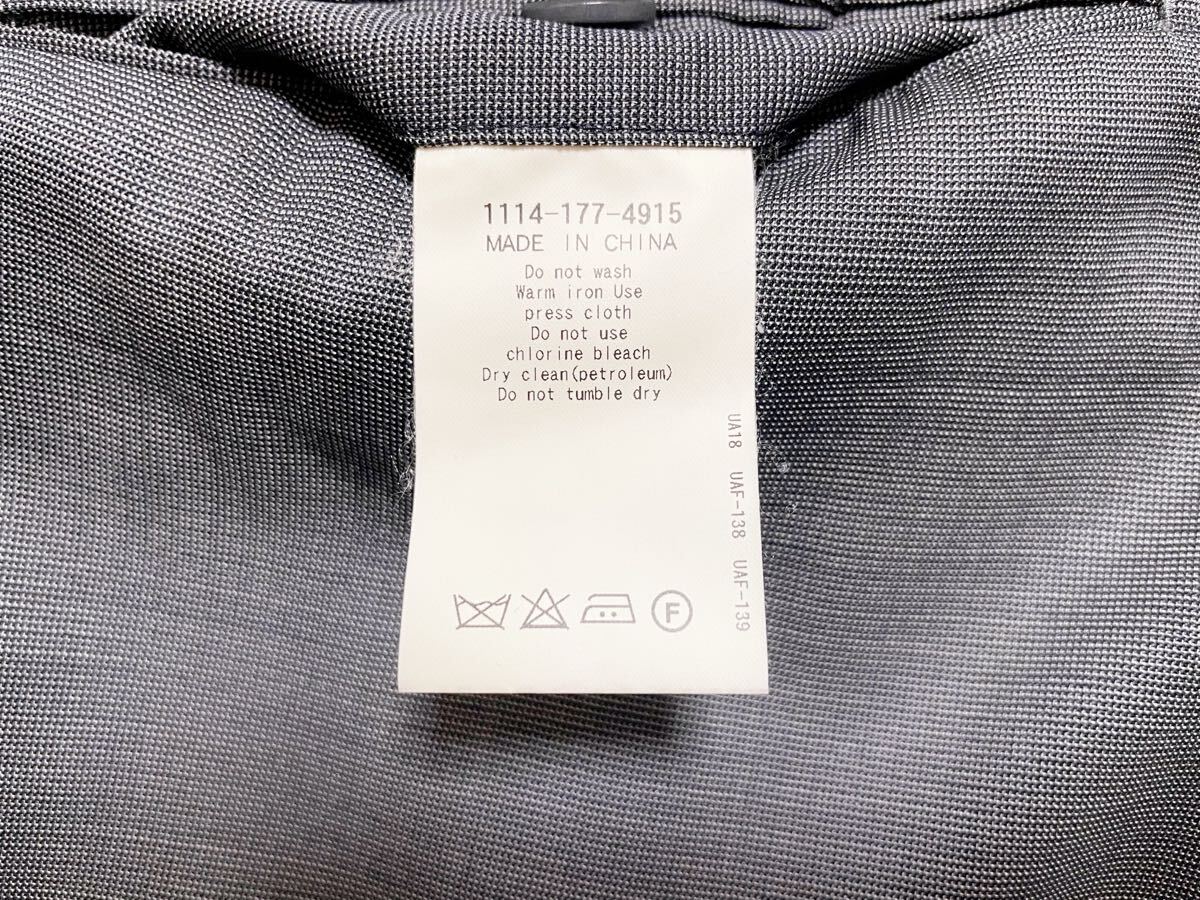 1114-177-4915
MADE IN CHINA
Do not wash
Warm iron Use
press cloth
Do not use
chlorine bleach
Dry clean(petroleum)
Do not tumble dry
UA18 UAF-138 UAF-139
F